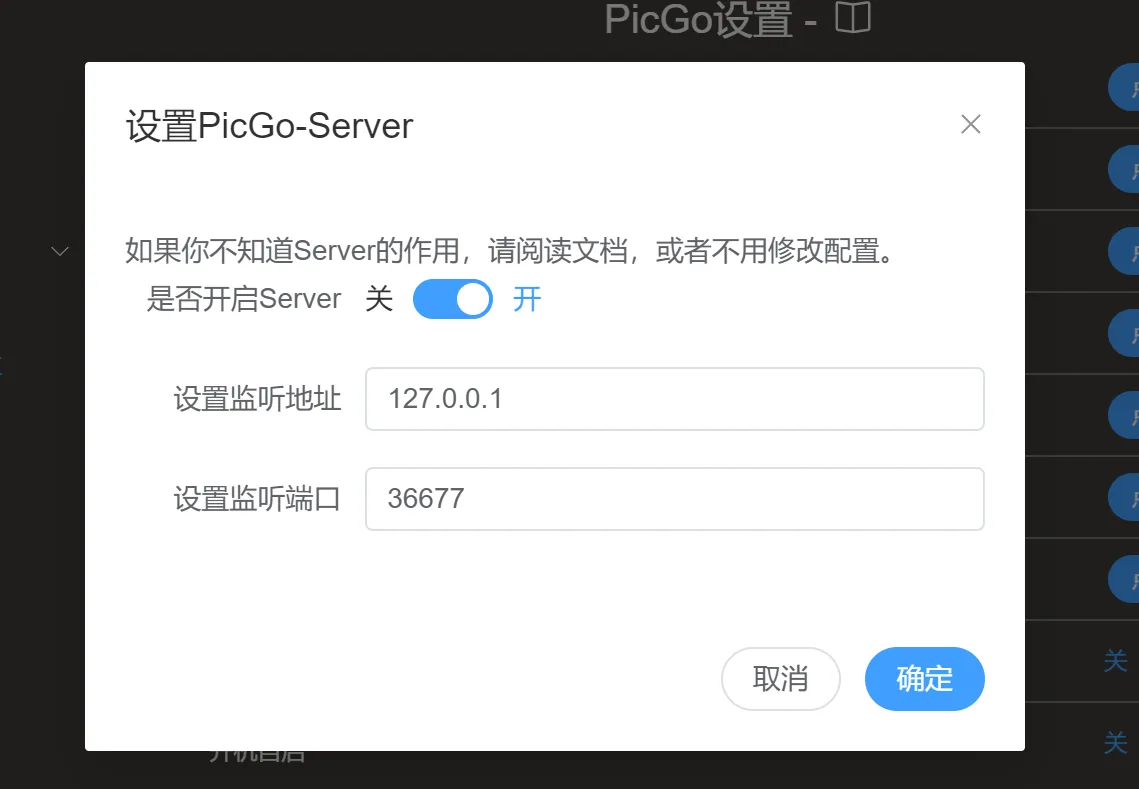 PicGo设置 -
设置PicGo-Server
如果你不知道Server的作用，请阅读文档，或者不用修改配置。
是否开启Server 关 开
设置监听地址 127.0.0.1
设置监听端口 36677
取消 确定
关
开机自启
关